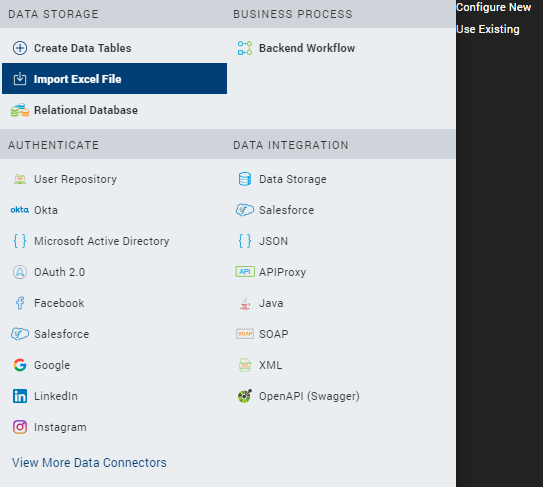 DATA STORAGE
Create Data Tables
Import Excel File
Relational Database
BUSINESS PROCESS
Backend Workflow
AUTHENTICATE
User Repository
okta Okta
{ } Microsoft Active Directory
OAuth 2.0
Facebook
Salesforce
Google
in LinkedIn
Instagram
View More Data Connectors
DATA INTEGRATION
Data Storage
Salesforce
{ } JSON
API APIProxy
Java
SOAP SOAP
XML
OpenAPI (Swagger)
Configure New
Use Existing